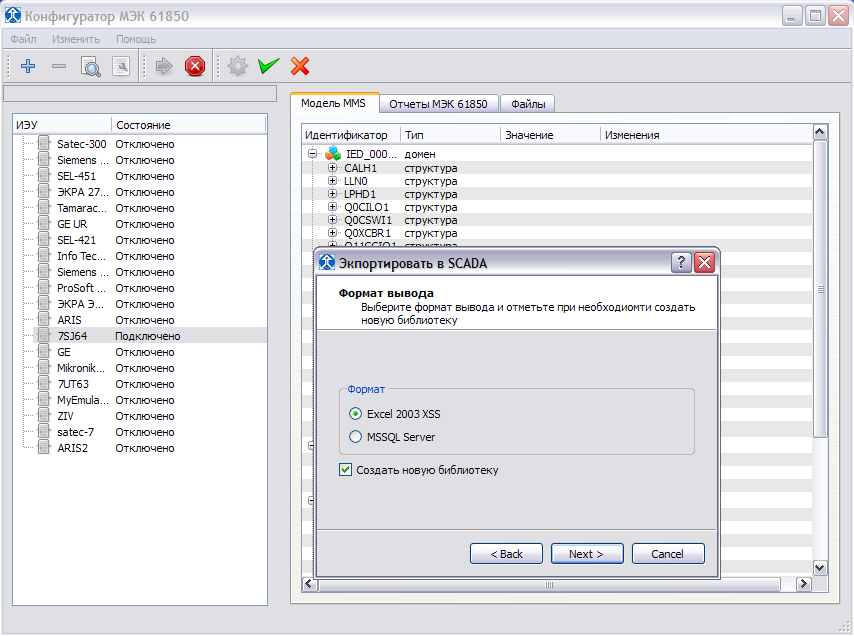 Конфигуратор МЭК 61850
Файл Изменить Помощь
ИЭУ Состояние
Satec-300 Отключено
Siemens ... Отключено
SEL-451 Отключено
ЭКРА 27... Отключено
Tamarac... Отключено
GE UR Отключено
SEL-421 Отключено
Info Tec... Отключено
Siemens ... Отключено
ProSoft ... Отключено
ЭКРА Э... Отключено
ARIS Отключено
7SJ64 Подключено
GE Отключено
Mikronik... Отключено
7UT63 Отключено
MyEmula... Отключено
ZIV Отключено
satec-7 Отключено
ARIS2 Отключено
Модель MMS Отчеты МЭК 61850 Файлы
Идентификатор Тип Значение Изменения
IED_000... домен
CALH1 структура
LLN0 структура
LPHD1 структура
Q0CILO1 структура
Q0CSWI1 структура
Q0XCBR1 структура
Экспортировать в SCADA
Формат вывода
Выберите формат вывода и отметьте при необходиомти создать
новую библиотеку
Формат
Excel 2003 XSS
MSSQL Server
Создать новую библиотеку
< Back Next > Cancel